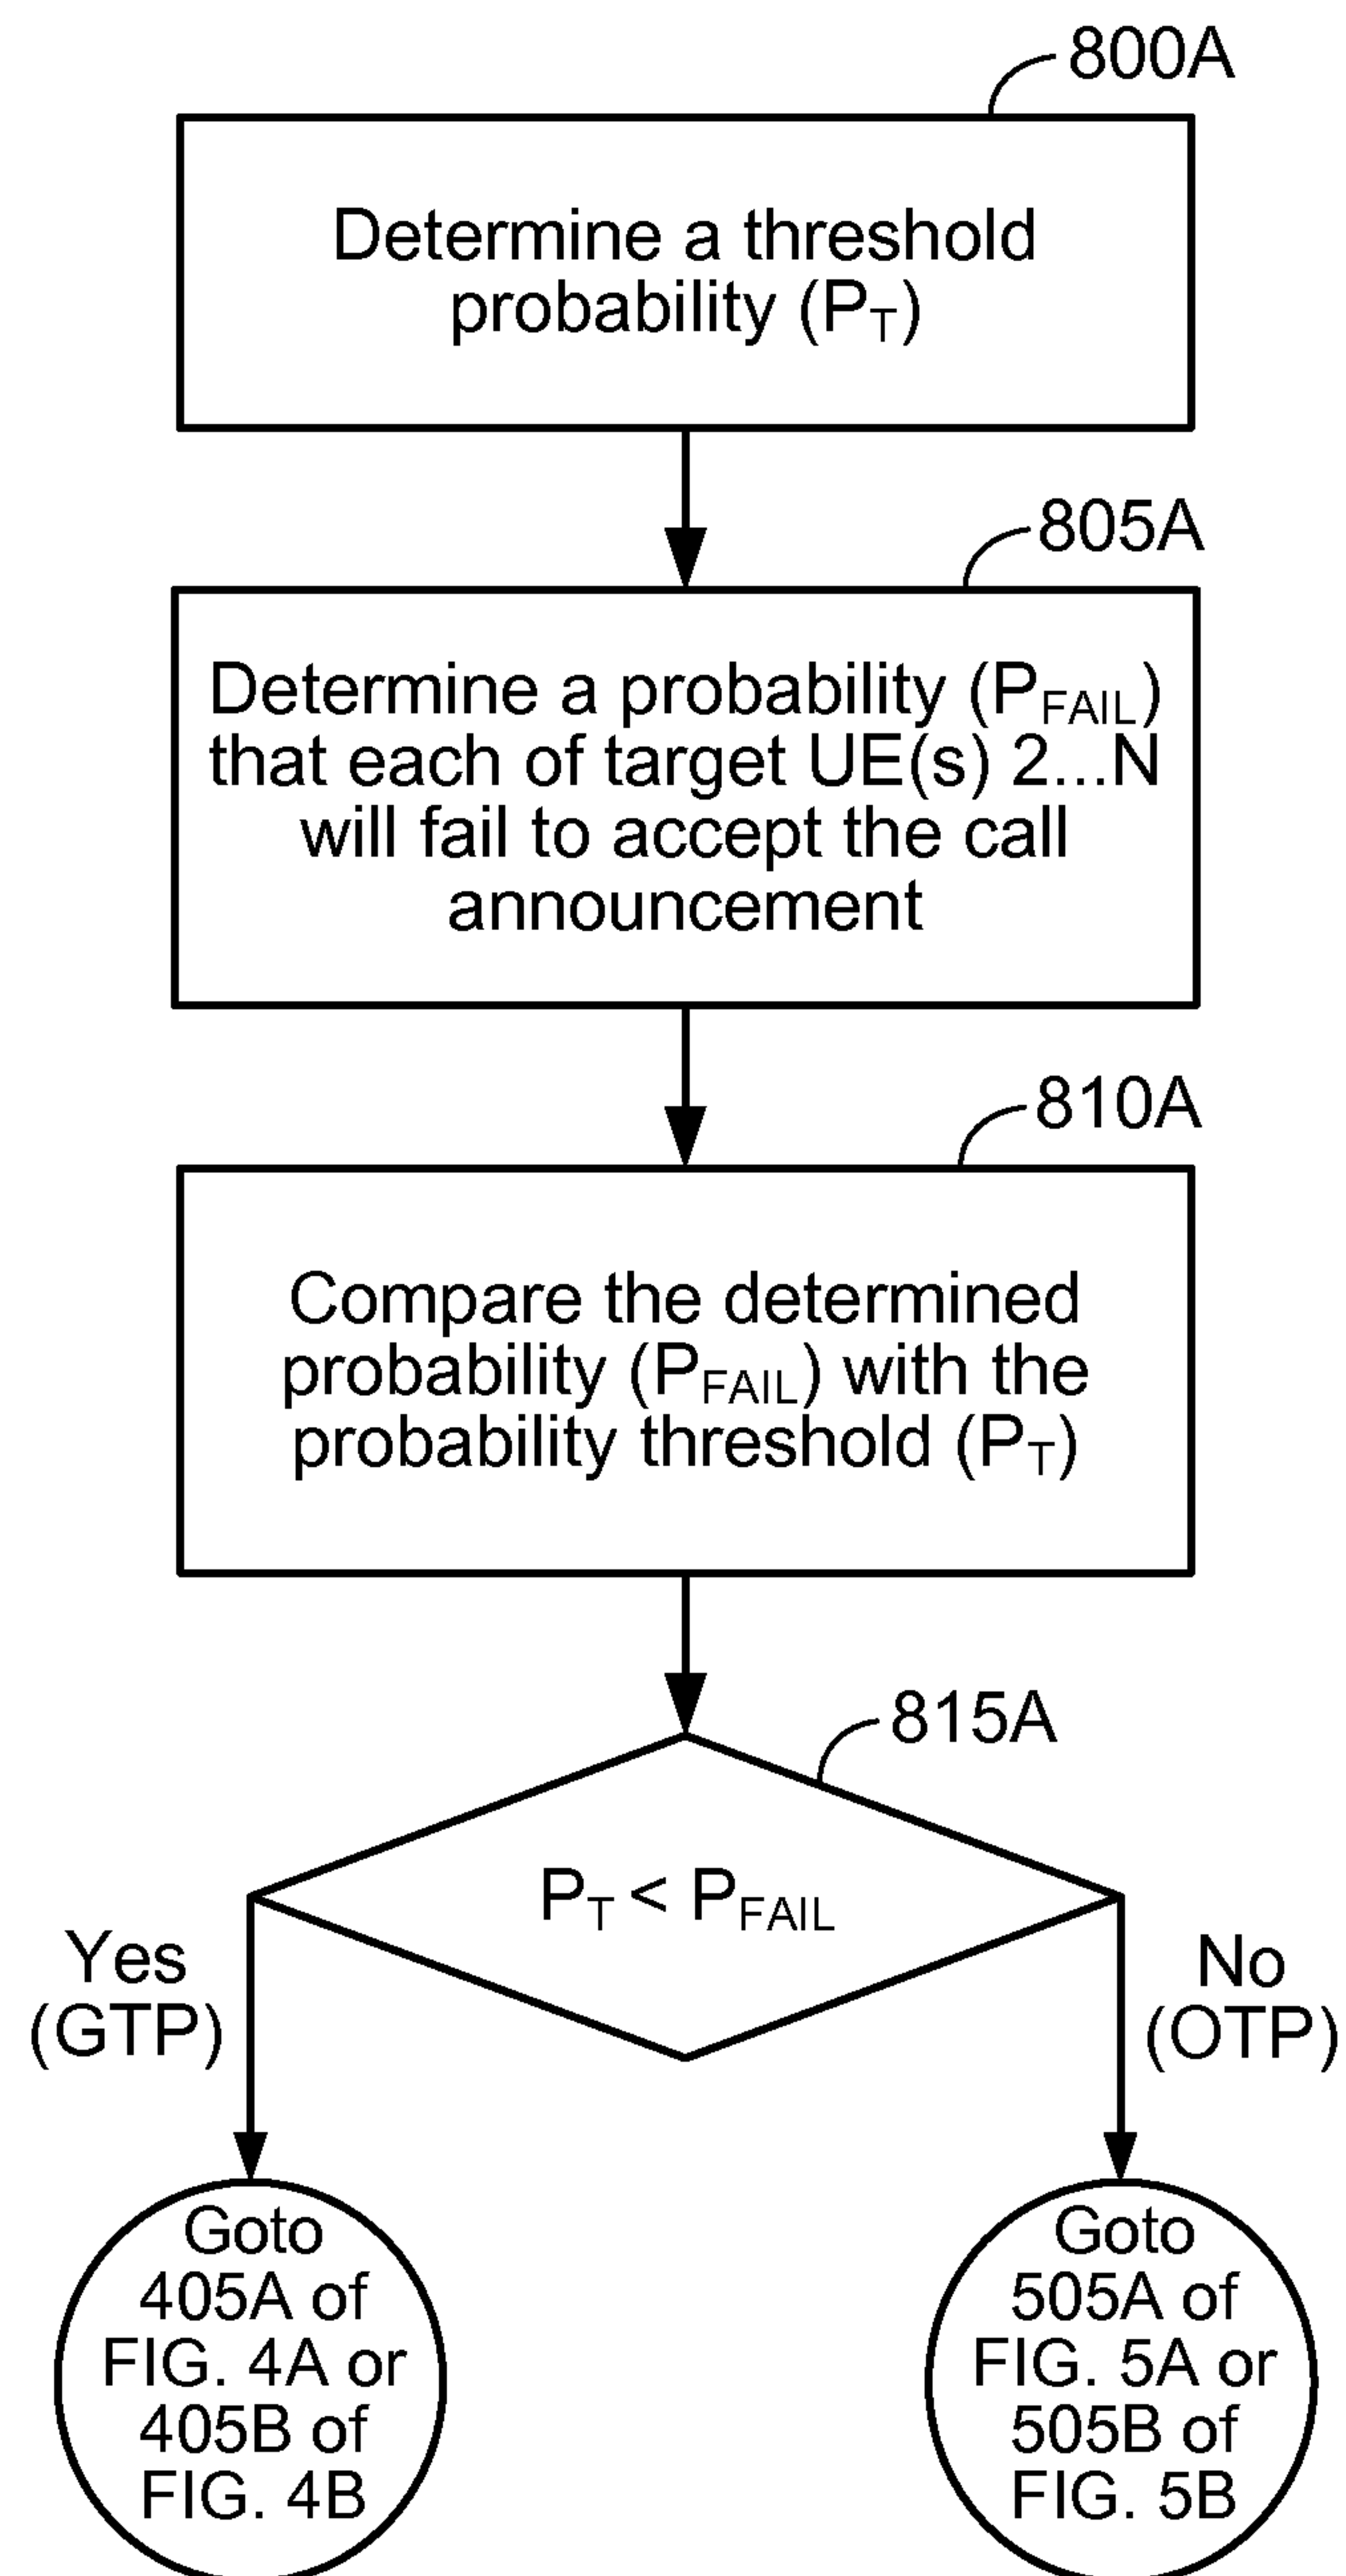 800A
Determine a threshold
probability (PT)
805A
Determine a probability (PFAIL)
that each of target UE(s) 2...N
will fail to accept the call
announcement
810A
Compare the determined
probability (PFAIL) with the
probability threshold (PT)
815A
PT < PFAIL
Yes
(GTP)
No
(OTP)
Goto
405A of
FIG. 4A or
405B of
FIG. 4B
Goto
505A of
FIG. 5A or
505B of
FIG. 5B